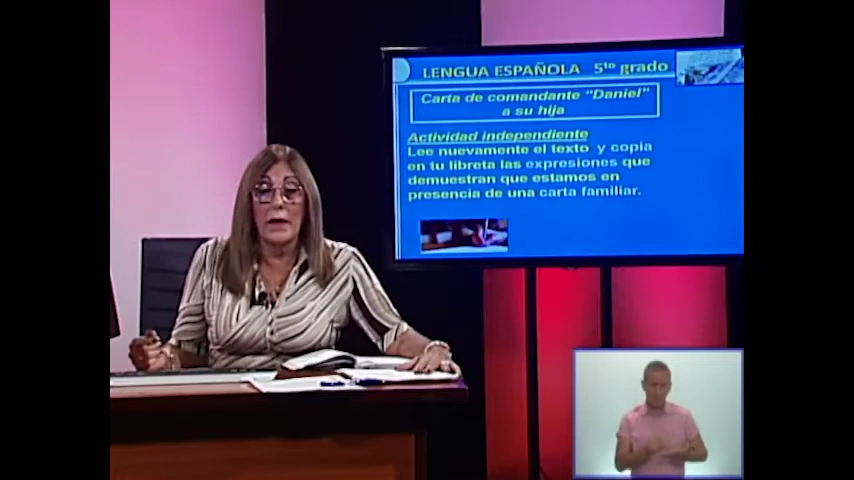 LENGUA ESPAÑOLA 5to grado
Carta de comandante "Daniel"
a su hija
Actividad independiente
Lee nuevamente el texto y copia
en tu libreta las expresiones que
demuestran que estamos en
presencia de una carta familiar.